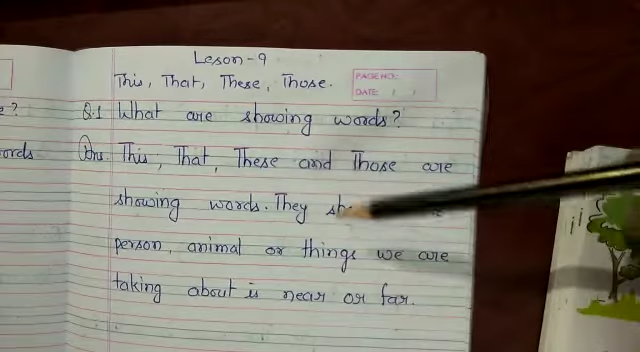 Leson-9
This, That, These, Those.
PAGE NO.:
DATE / /
e?
Q.1 What are showing words?
ords
Ans. This, That, These and Those are
showing words. They
person, animal or things we are
taking about is near or far.